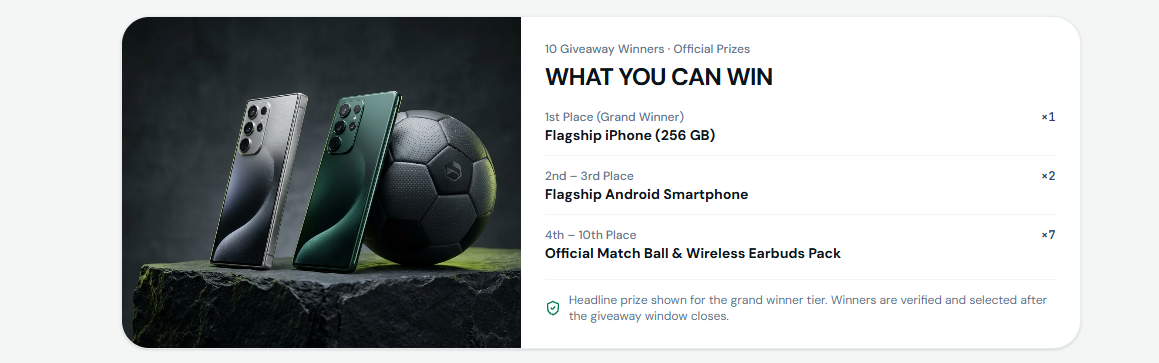 10 Giveaway Winners · Official Prizes
WHAT YOU CAN WIN
1st Place (Grand Winner) ×1
Flagship iPhone (256 GB)
2nd – 3rd Place ×2
Flagship Android Smartphone
4th – 10th Place ×7
Official Match Ball & Wireless Earbuds Pack
Headline prize shown for the grand winner tier. Winners are verified and selected after
the giveaway window closes.